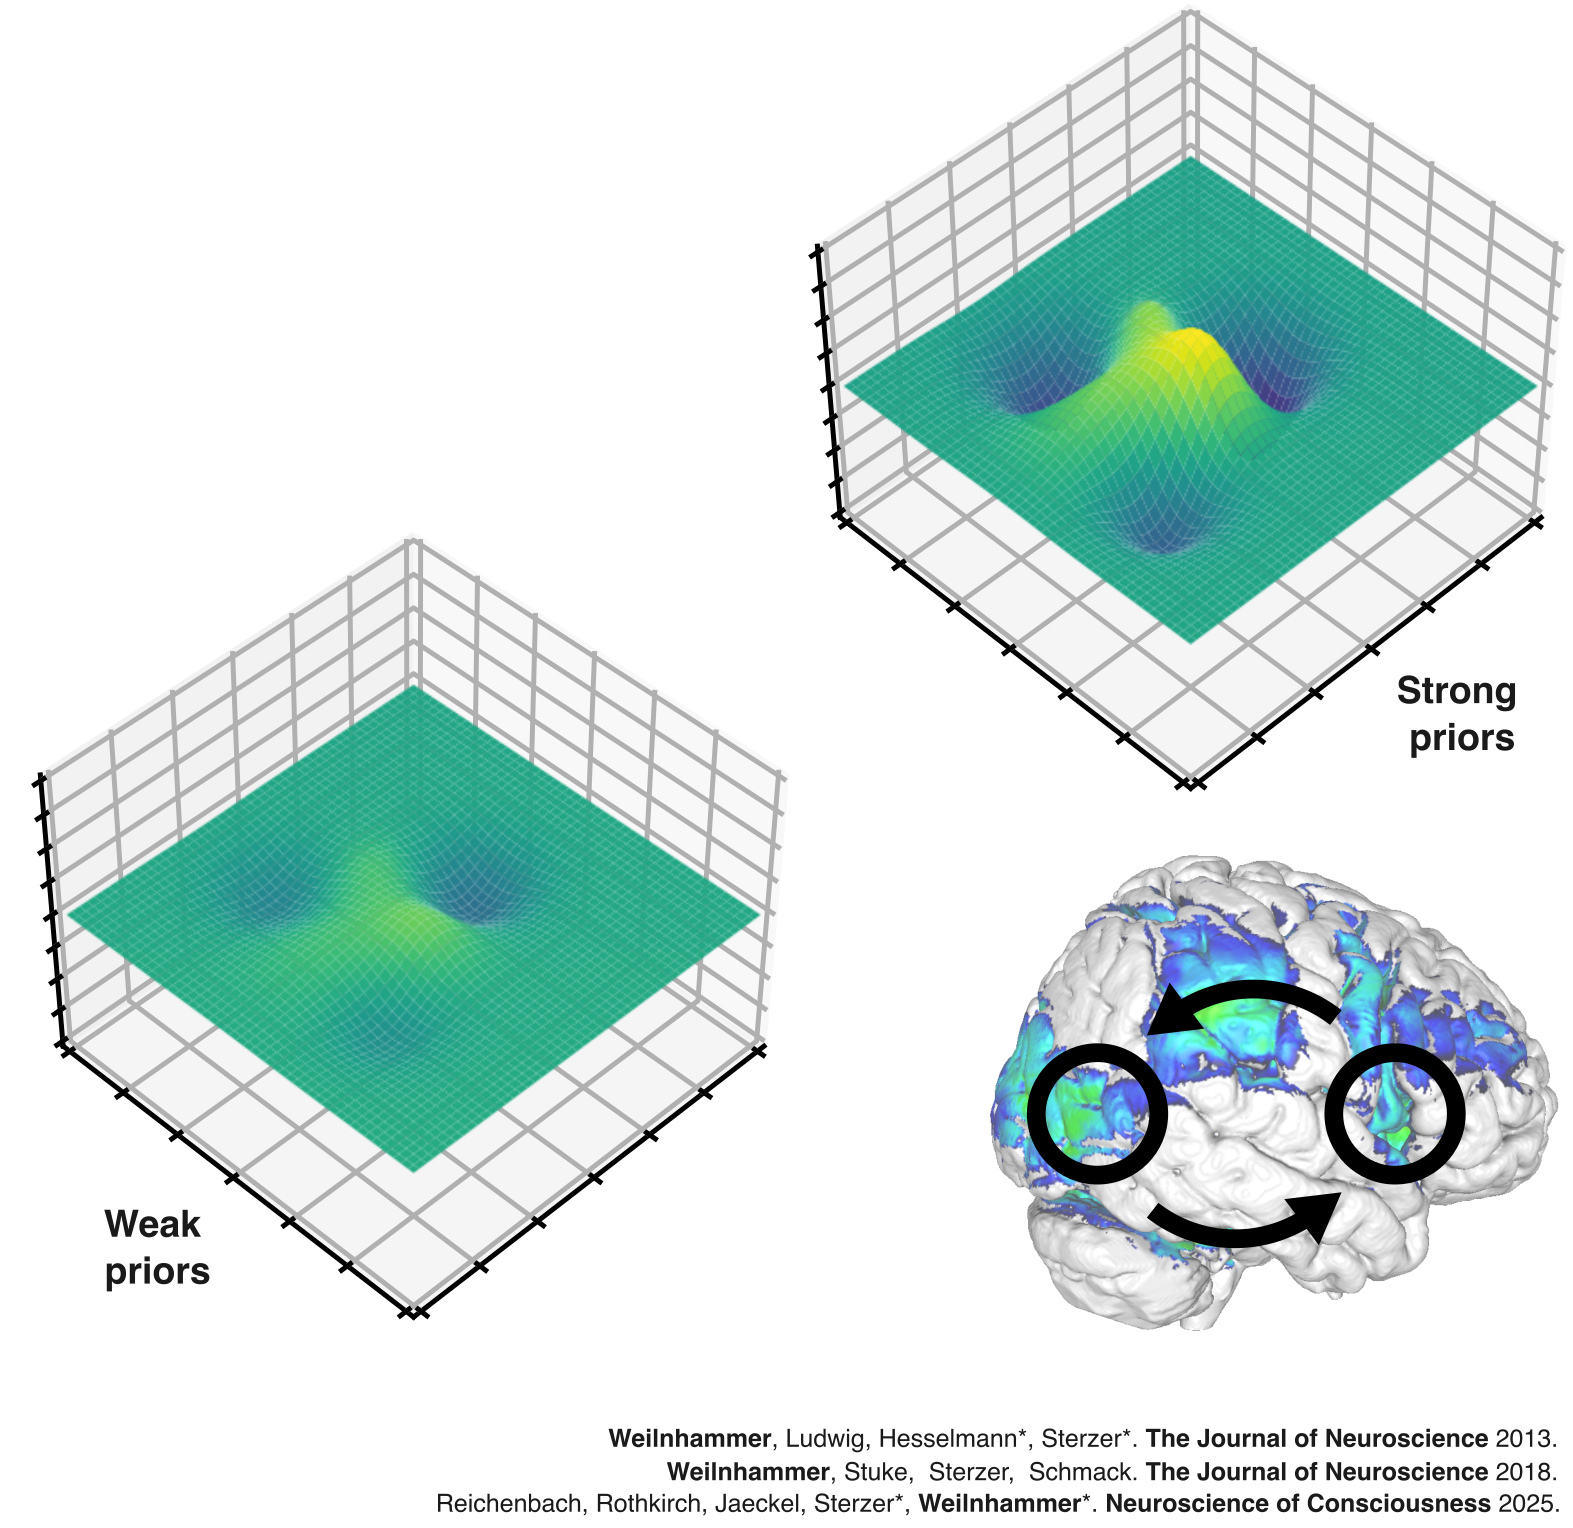 Strong
priors
Weak
priors
Weilnhammer, Ludwig, Hesselmann*, Sterzer*. The Journal of Neuroscience 2013.
Weilnhammer, Stuke, Sterzer, Schmack. The Journal of Neuroscience 2018.
Reichenbach, Rothkirch, Jaeckel, Sterzer*, Weilnhammer*. Neuroscience of Consciousness 2025.